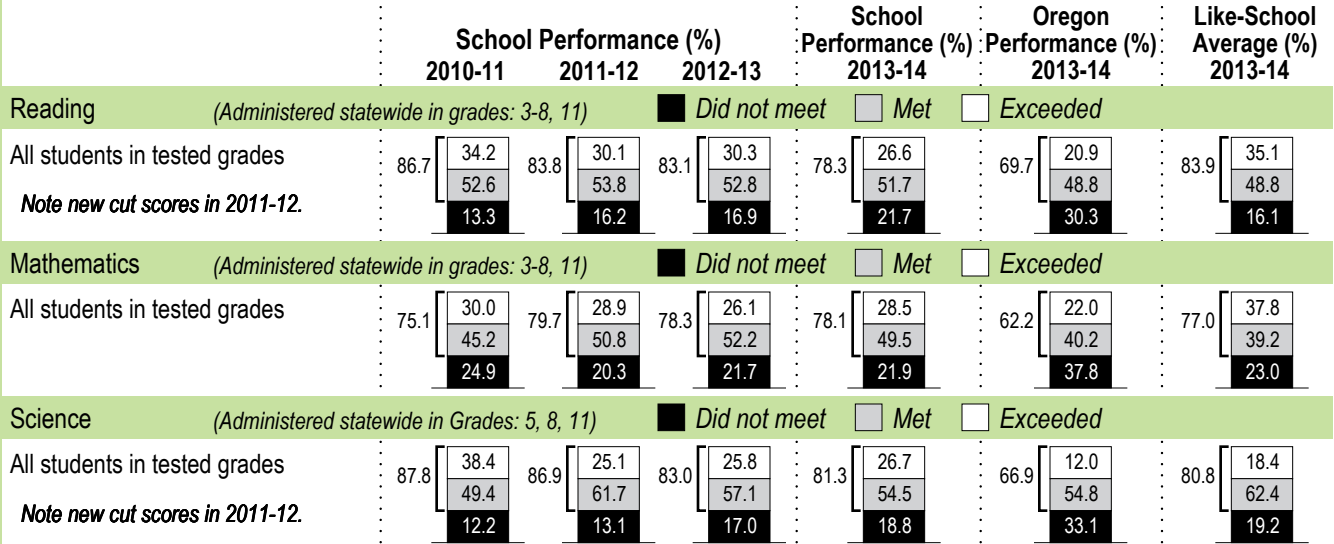 School Performance (%)
School Performance (%) 2013-14
Oregon Performance (%) 2013-14
Like-School Average (%) 2013-14
2010-11 2011-12 2012-13
Reading (Administered statewide in grades: 3-8, 11) Did not meet Met Exceeded
All students in tested grades
Note new cut scores in 2011-12.
86.7 34.2 52.6 13.3
83.8 30.1 53.8 16.2
83.1 30.3 52.8 16.9
78.3 26.6 51.7 21.7
69.7 20.9 48.8 30.3
83.9 35.1 48.8 16.1
Mathematics (Administered statewide in grades: 3-8, 11) Did not meet Met Exceeded
All students in tested grades
75.1 30.0 45.2 24.9
79.7 28.9 50.8 20.3
78.3 26.1 52.2 21.7
78.1 28.5 49.5 21.9
62.2 22.0 40.2 37.8
77.0 37.8 39.2 23.0
Science (Administered statewide in Grades: 5, 8, 11) Did not meet Met Exceeded
All students in tested grades
Note new cut scores in 2011-12.
87.8 38.4 49.4 12.2
86.9 25.1 61.7 13.1
83.0 25.8 57.1 17.0
81.3 26.7 54.5 18.8
66.9 12.0 54.8 33.1
80.8 18.4 62.4 19.2